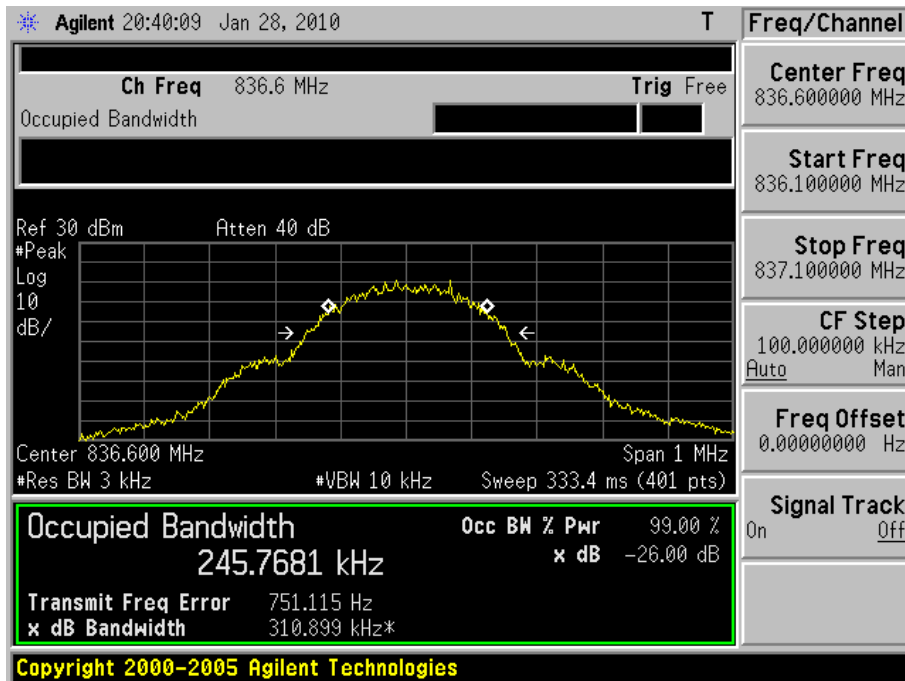 Agilent 20:40:09 Jan 28, 2010 T
Freq/Channel
Ch Freq 836.6 MHz Trig Free
Occupied Bandwidth
Center Freq
836.600000 MHz
Start Freq
836.100000 MHz
Stop Freq
837.100000 MHz
CF Step
100.000000 kHz
Auto Man
Freq Offset
0.00000000 Hz
Signal Track
On Off
Ref 30 dBm Atten 40 dB
#Peak
Log
10
dB/
Center 836.600 MHz Span 1 MHz
#Res BW 3 kHz #VBW 10 kHz Sweep 333.4 ms (401 pts)
Occupied Bandwidth Occ BW % Pwr 99.00 %
245.7681 kHz x dB -26.00 dB
Transmit Freq Error 751.115 Hz
x dB Bandwidth 310.899 kHz*
Copyright 2000-2005 Agilent Technologies